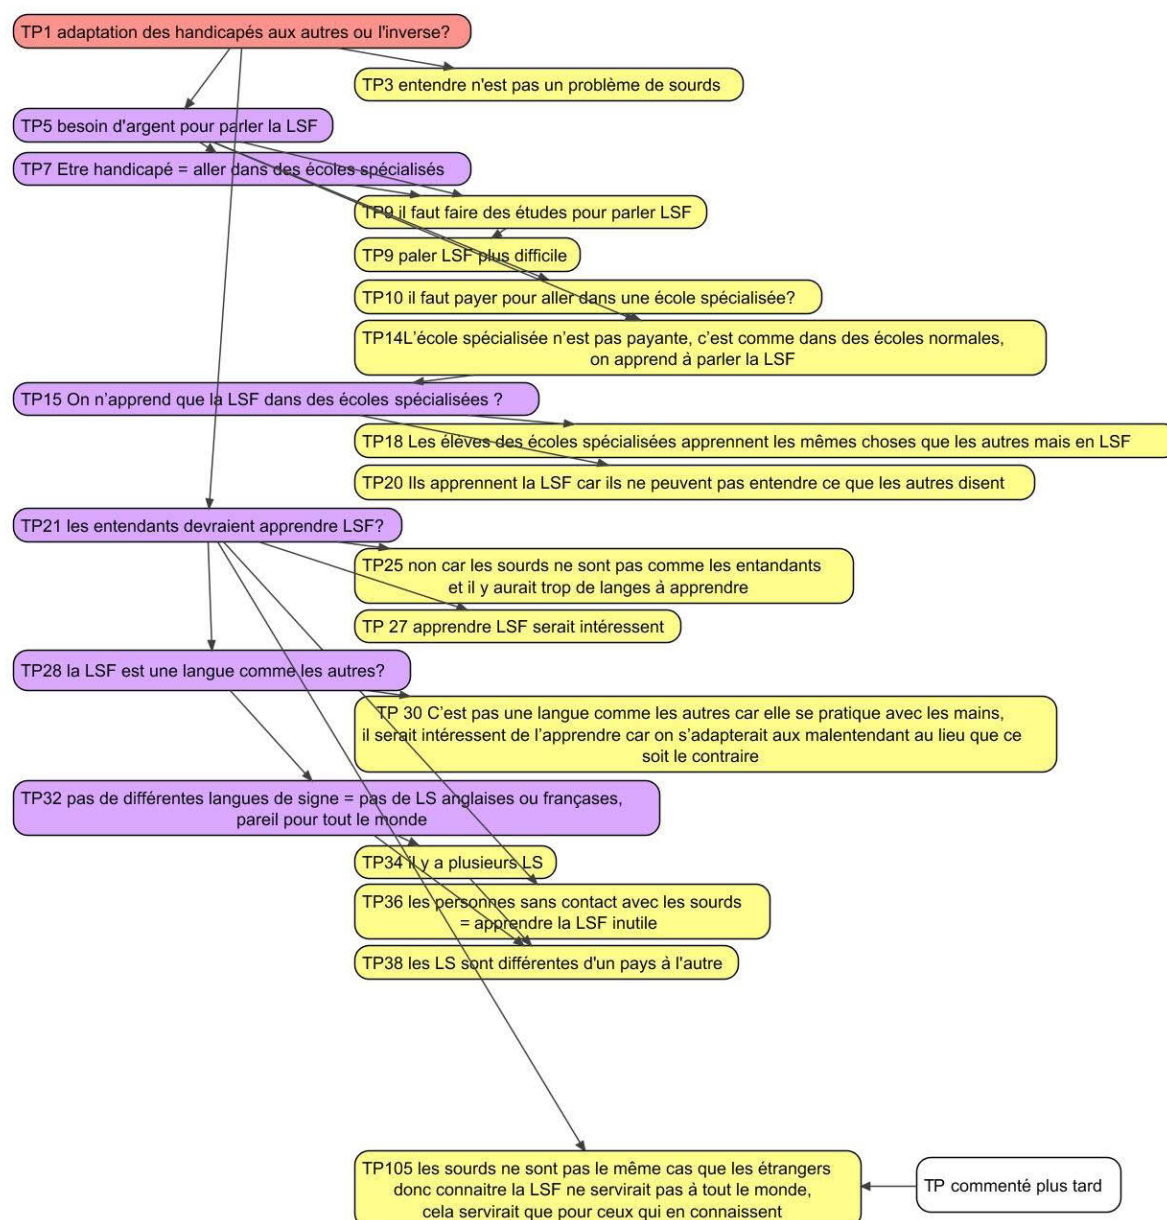 TP1 adaptation des handicapés aux autres ou l'inverse?
TP3 entendre n'est pas un problème de sourds
TP5 besoin d'argent pour parler la LSF
TP7 Etre handicapé = aller dans des écoles spécialisés
TP9 il faut faire des études pour parler LSF
TP9 paler LSF plus difficile
TP10 il faut payer pour aller dans une école spécialisée?
TP14L'école spécialisée n'est pas payante, c'est comme dans des écoles normales,
on apprend à parler la LSF
TP15 On n'apprend que la LSF dans des écoles spécialisées ?
TP18 Les élèves des écoles spécialisées apprennent les mêmes choses que les autres mais en LSF
TP20 Ils apprennent la LSF car ils ne peuvent pas entendre ce que les autres disent
TP21 les entendants devraient apprendre LSF?
TP25 non car les sourds ne sont pas comme les entandants
et il y aurait trop de langes à apprendre
TP 27 apprendre LSF serait intéressent
TP28 la LSF est une langue comme les autres?
TP 30 C'est pas une langue comme les autres car elle se pratique avec les mains,
il serait intéressent de l'apprendre car on s'adapterait aux malentendant au lieu que ce
soit le contraire
TP32 pas de différentes langues de signe = pas de LS anglaises ou françases,
pareil pour tout le monde
TP34 il y a plusieurs LS
TP36 les personnes sans contact avec les sourds
= apprendre la LSF inutile
TP38 les LS sont différentes d'un pays à l'autre
TP105 les sourds ne sont pas le même cas que les étrangers
donc connaitre la LSF ne servirait pas à tout le monde,
cela servirait que pour ceux qui en connaissent
TP commenté plus tard